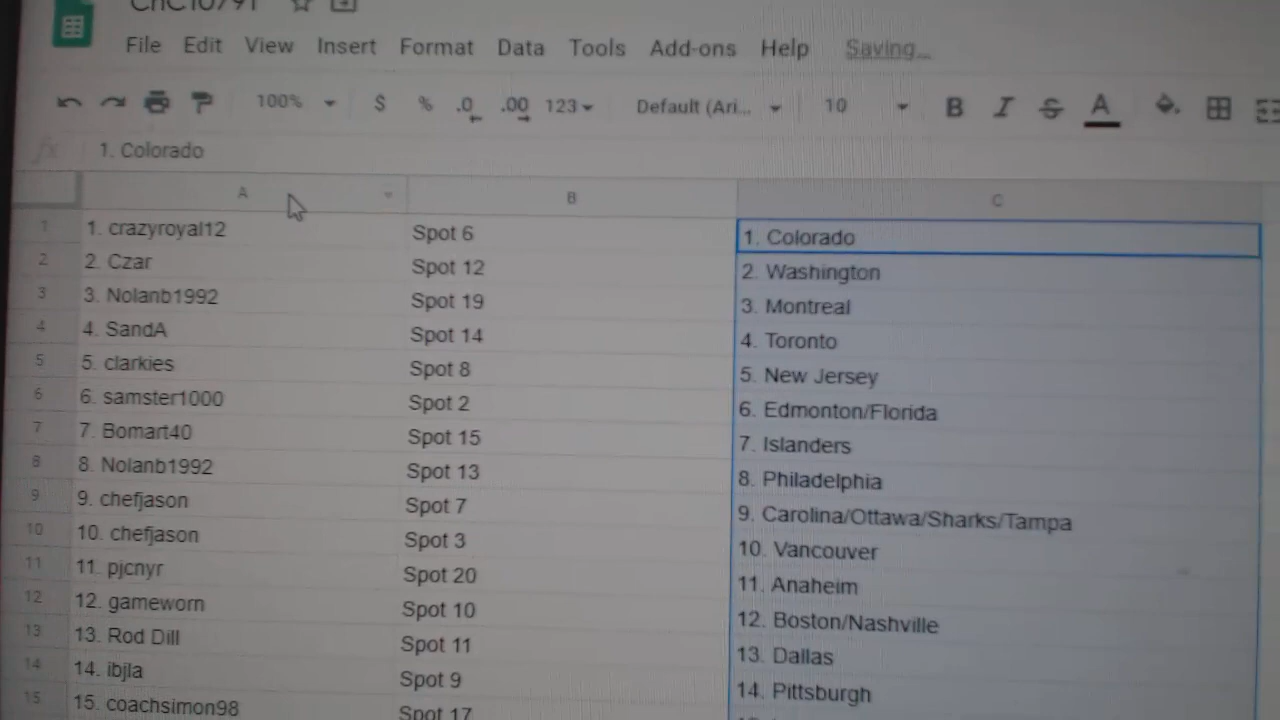 CnC10791
File Edit View Insert Format Data Tools Add-ons Help Saving...
100% $ % .0 .00 123 Default (Ari... 10 B I S A
fx 1. Colorado
A B C
1 1. crazyroyal12 Spot 6 1. Colorado
2 2. Czar Spot 12 2. Washington
3 3. Nolanb1992 Spot 19 3. Montreal
4 4. SandA Spot 14 4. Toronto
5 5. clarkies Spot 8 5. New Jersey
6 6. samster1000 Spot 2 6. Edmonton/Florida
7 7. Bomart40 Spot 15 7. Islanders
8 8. Nolanb1992 Spot 13 8. Philadelphia
9 9. chefjason Spot 7 9. Carolina/Ottawa/Sharks/Tampa
10 10. chefjason Spot 3 10. Vancouver
11 11. pjcnyr Spot 20 11. Anaheim
12 12. gameworn Spot 10 12. Boston/Nashville
13 13. Rod Dill Spot 11 13. Dallas
14 14. ibjla Spot 9 14. Pittsburgh
15 15. coachsimon98 Spot 17